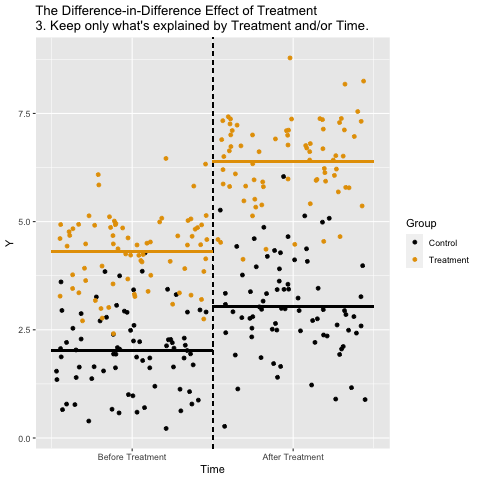 The Difference-in-Difference Effect of Treatment
3. Keep only what's explained by Treatment and/or Time.
7.5
5.0
2.5
0.0
Y
Before Treatment
After Treatment
Time
Group
Control
Treatment